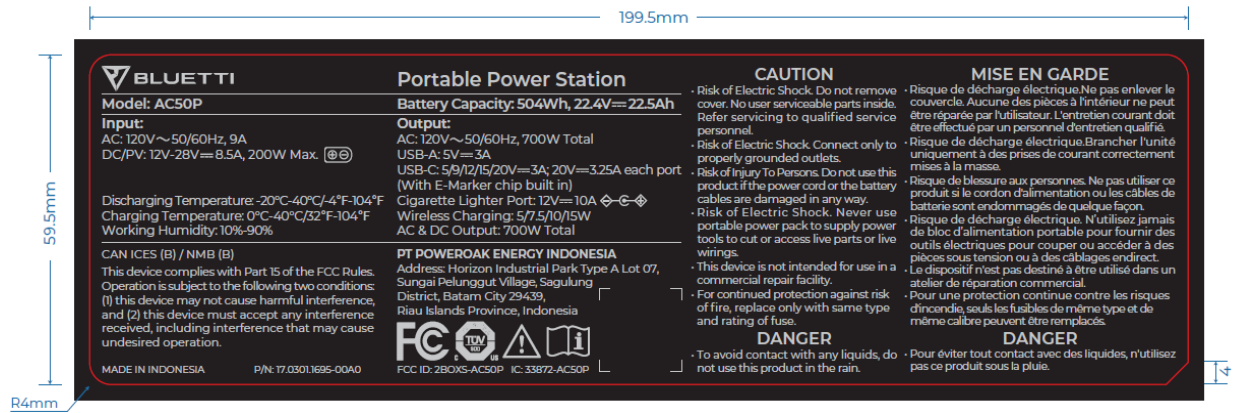 199.5mm
59.5mm
R4mm
4
BLUETTI
Portable Power Station
Model: AC50P
Battery Capacity: 504Wh, 22.4V⎓22.5Ah
Input:
AC: 120V～50/60Hz, 9A
DC/PV: 12V-28V⎓8.5A, 200W Max.
Discharging Temperature: -20°C-40°C/-4°F-104°F
Charging Temperature: 0°C-40°C/32°F-104°F
Working Humidity: 10%-90%
Output:
AC: 120V～50/60Hz, 700W Total
USB-A: 5V⎓3A
USB-C: 5/9/12/15/20V⎓3A; 20V⎓3.25A each port
(With E-Marker chip built in)
Cigarette Lighter Port: 12V⎓10A
Wireless Charging: 5/7.5/10/15W
AC & DC Output: 700W Total
CAN ICES (B) / NMB (B)
This device complies with Part 15 of the FCC Rules.
Operation is subject to the following two conditions:
(1) this device may not cause harmful interference,
and (2) this device must accept any interference
received, including interference that may cause
undesired operation.
MADE IN INDONESIA P/N: 17.0301.1695-00A0
PT POWEROAK ENERGY INDONESIA
Address: Horizon Industrial Park Type A Lot 07,
Sungai Pelunggut Village, Sagulung
District, Batam City 29439,
Riau Islands Province, Indonesia
FC
TÜV
SÜD
C US
FCC ID: 2BOXS-AC50P IC: 33872-AC50P
CAUTION
· Risk of Electric Shock. Do not remove
cover. No user serviceable parts inside.
Refer servicing to qualified service
personnel.
· Risk of Electric Shock. Connect only to
properly grounded outlets.
· Risk of Injury To Persons. Do not use this
product if the power cord or the battery
cables are damaged in any way.
· Risk of Electric Shock. Never use
portable power pack to supply power
tools to cut or access live parts or live
wirings.
· This device is not intended for use in a
commercial repair facility.
· For continued protection against risk
of fire, replace only with same type
and rating of fuse.
DANGER
· To avoid contact with any liquids, do
not use this product in the rain.
MISE EN GARDE
· Risque de décharge électrique.Ne pas enlever le
couvercle. Aucune des pièces à l'intérieur ne peut
être réparée par l'utilisateur. L'entretien courant doit
être effectué par un personnel d'entretien qualifié.
· Risque de décharge électrique.Brancher l'unité
uniquement à des prises de courant correctement
mises à la masse.
· Risque de blessure aux personnes. Ne pas utiliser ce
produit si le cordon d'alimentation ou les câbles de
batterie sont endommagés de quelque façon.
· Risque de décharge électrique. N'utilisez jamais
de bloc d'alimentation portable pour fournir des
outils électriques pour couper ou accéder à des
pièces sous tension ou à des câblages endirect.
· Le dispositif n'est pas destiné à être utilisé dans un
atelier de réparation commercial.
· Pour une protection continue contre les risques
d'incendie, seuls les fusibles de même type et de
même calibre peuvent être remplacés.
DANGER
· Pour éviter tout contact avec des liquides, n'utilisez
pas ce produit sous la pluie.